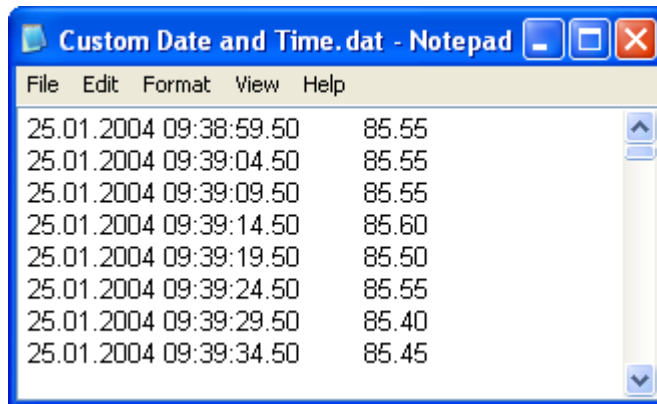 Custom Date and Time.dat - Notepad
File Edit Format View Help
25.01.2004 09:38:59.50 85.55
25.01.2004 09:39:04.50 85.55
25.01.2004 09:39:09.50 85.55
25.01.2004 09:39:14.50 85.60
25.01.2004 09:39:19.50 85.50
25.01.2004 09:39:24.50 85.55
25.01.2004 09:39:29.50 85.40
25.01.2004 09:39:34.50 85.45